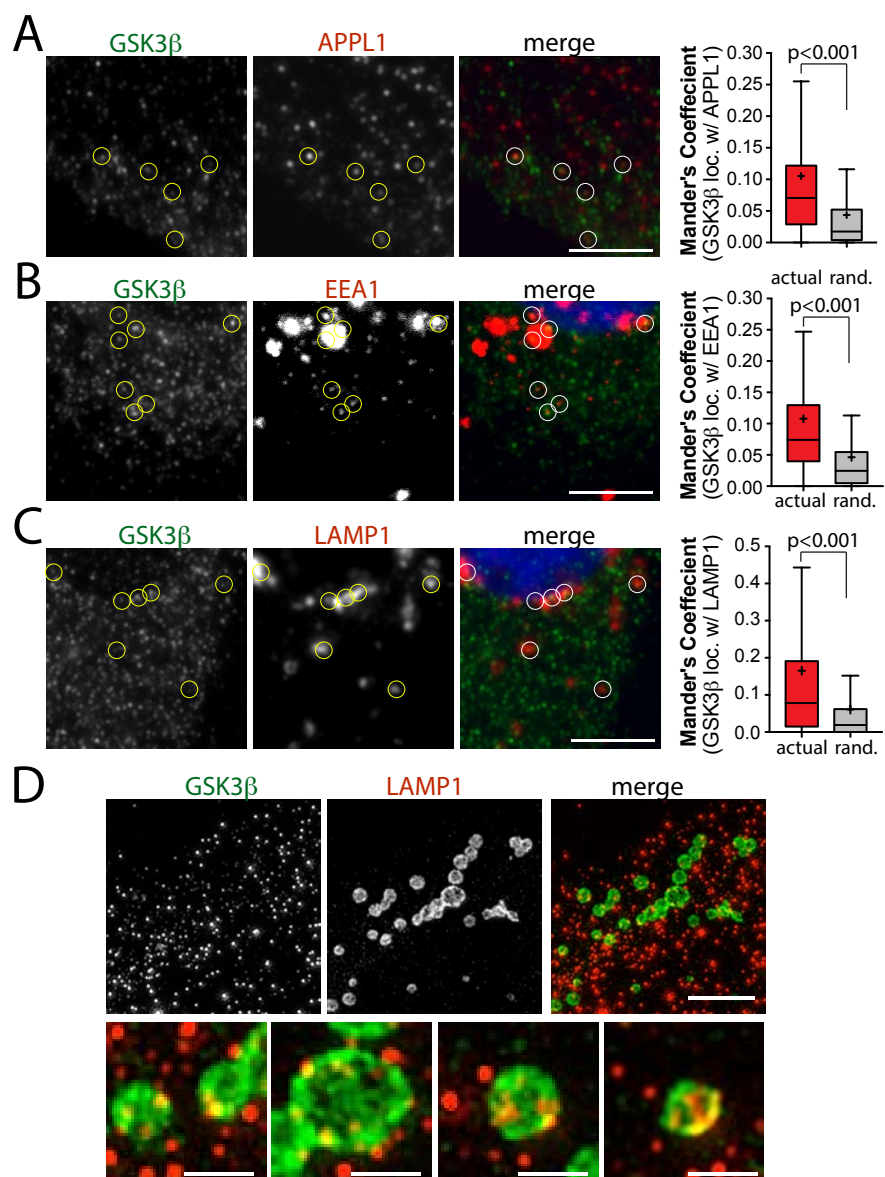 A
GSK3β APPL1 merge
Mander's Coeffecient
(GSK3β loc. w/ APPL1)
p<0.001
0.30
0.25
0.20
0.15
0.10
0.05
0.00
actual rand.
B
GSK3β EEA1 merge
Mander's Coeffecient
(GSK3β loc. w/ EEA1)
p<0.001
0.30
0.25
0.20
0.15
0.10
0.05
0.00
actual rand.
C
GSK3β LAMP1 merge
Mander's Coeffecient
(GSK3β loc. w/ LAMP1)
p<0.001
0.5
0.4
0.3
0.2
0.1
0.0
actual rand.
D
GSK3β LAMP1 merge